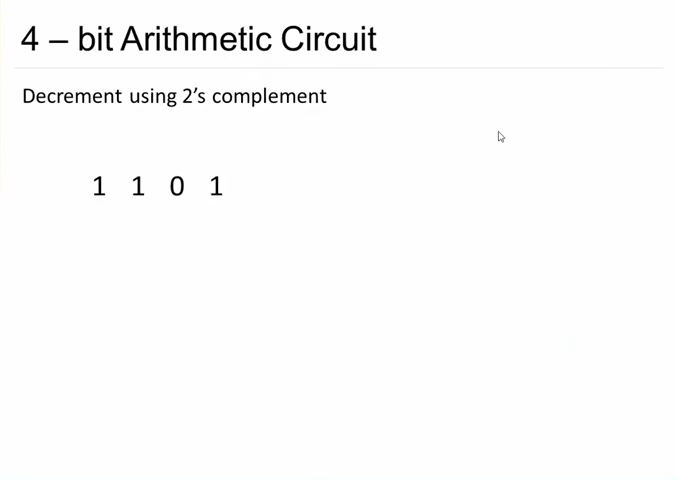 4 – bit Arithmetic Circuit
Decrement using 2’s complement
1 1 0 1